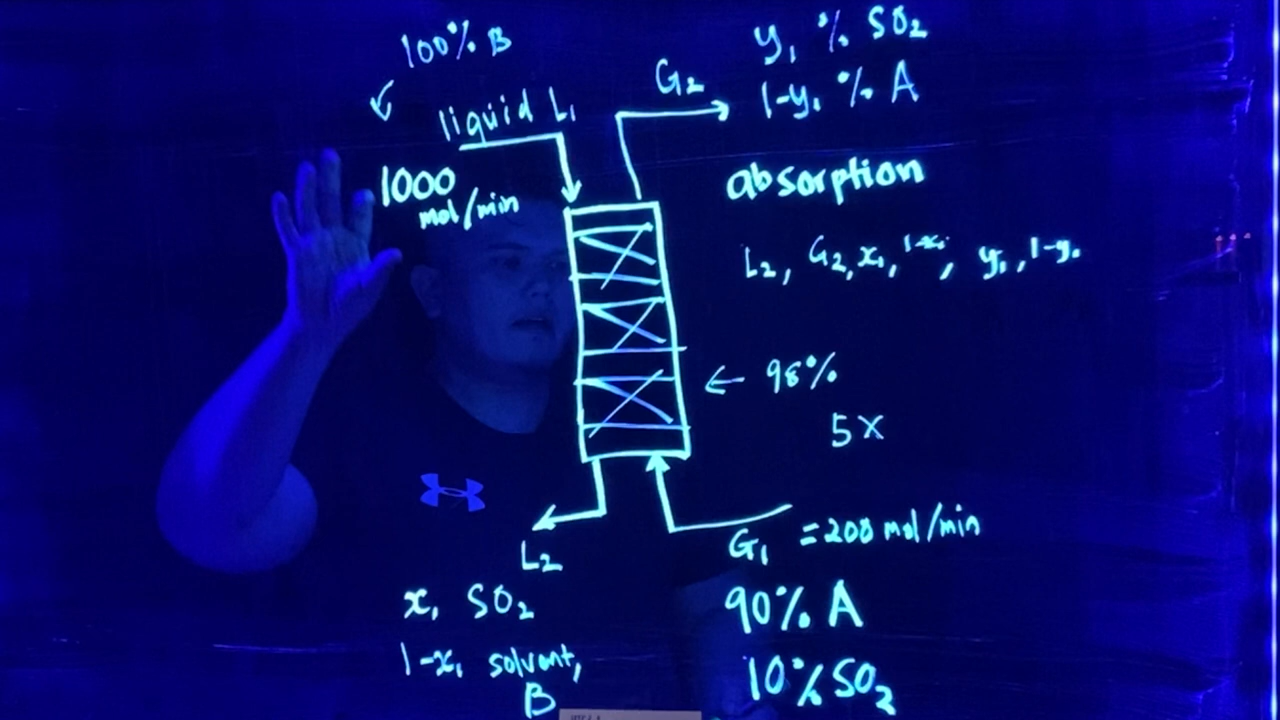 100% B
liquid L₁
1000
mol/min
G₂
y₁ % SO₂
1-y₁ % A
absorption
L₂, G₂, x₁, 1-x₁, y₁, 1-y₁
← 98%
5X
L₂
x₁ SO₂
1-x₁ solvent,
B
G₁ = 200 mol/min
90% A
10% SO₂